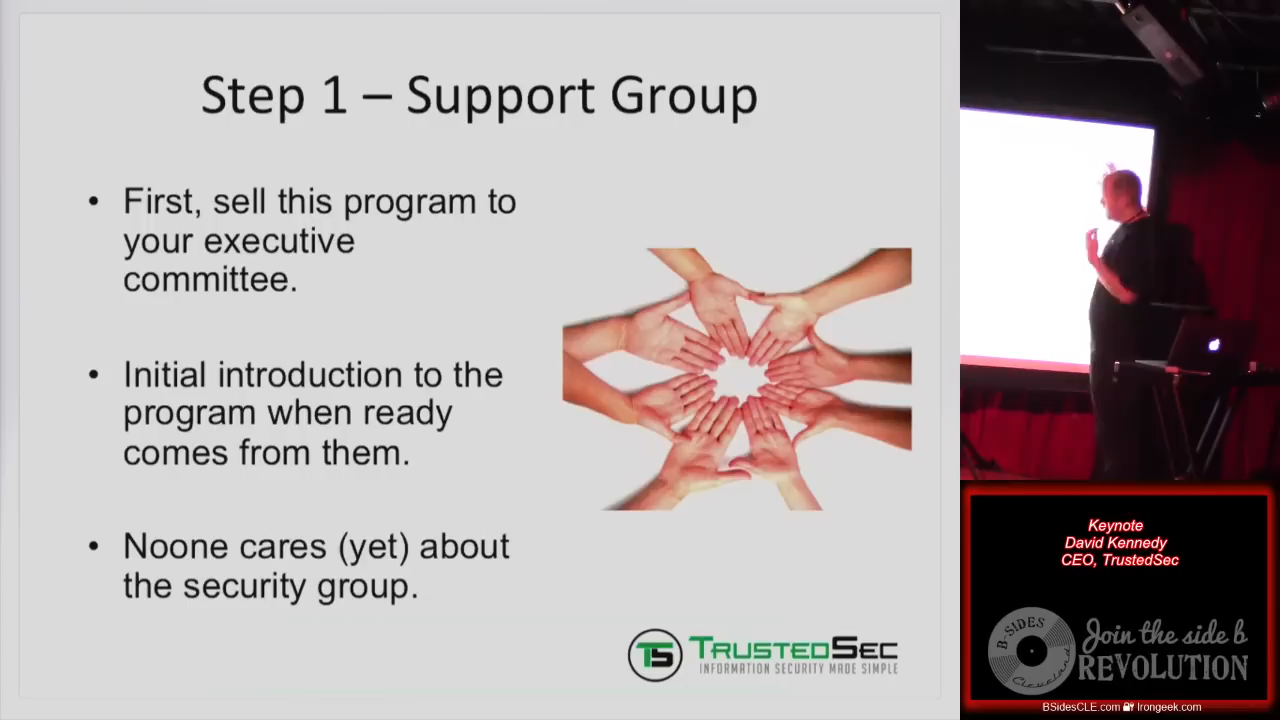 Step 1 – Support Group
• First, sell this program to
your executive
committee.
• Initial introduction to the
program when ready
comes from them.
• Noone cares (yet) about
the security group.
TS TRUSTEDSEC
INFORMATION SECURITY MADE SIMPLE
Keynote
David Kennedy
CEO, TrustedSec
B-SIDES
Cleveland
Join the side b
REVOLUTION
BSidesCLE.com Irongeek.com